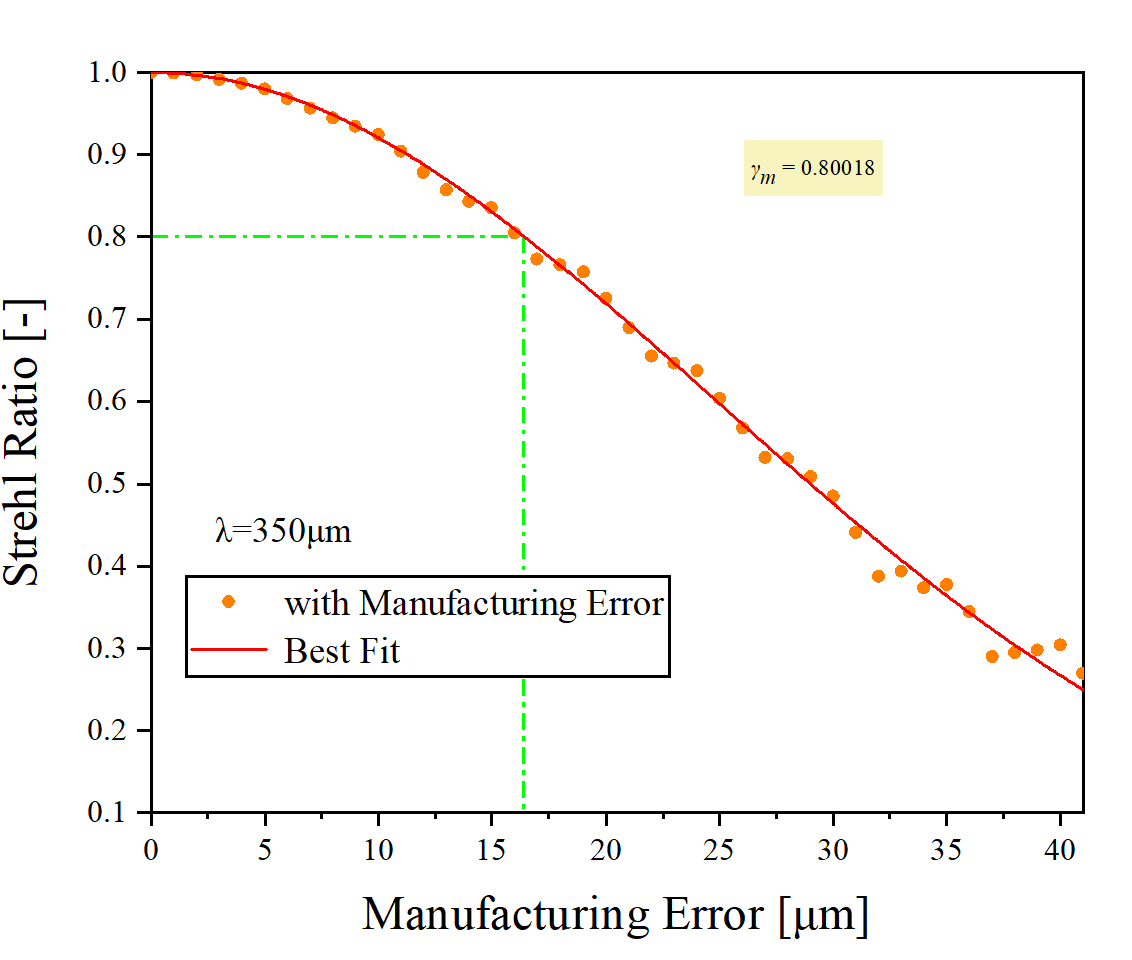 1.0
0.9
0.8
0.7
0.6
0.5
0.4
0.3
0.2
0.1
Strehl Ratio [-]
γm = 0.80018
λ=350μm
with Manufacturing Error
Best Fit
0 5 10 15 20 25 30 35 40
Manufacturing Error [μm]